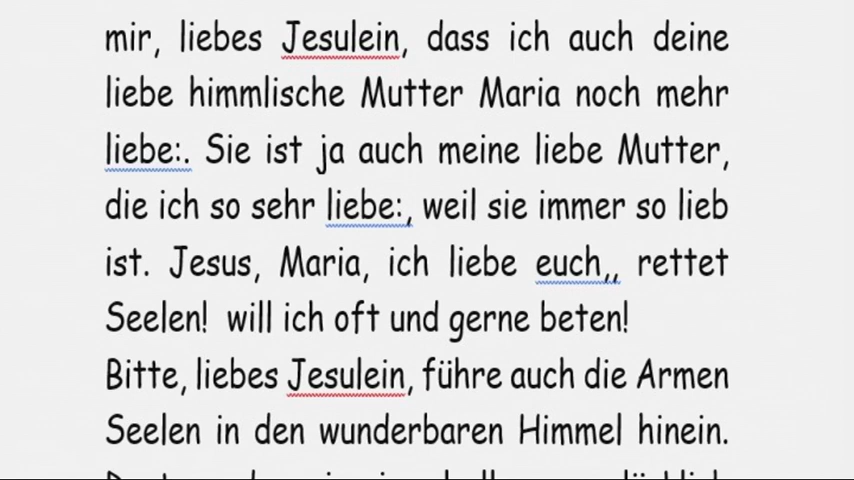 mir, liebes Jesulein, dass ich auch deine
liebe himmlische Mutter Maria noch mehr
liebe:. Sie ist ja auch meine liebe Mutter,
die ich so sehr liebe:, weil sie immer so lieb
ist. Jesus, Maria, ich liebe euch,, rettet
Seelen!  will ich oft und gerne beten!
Bitte, liebes Jesulein, führe auch die Armen
Seelen in den wunderbaren Himmel hinein.